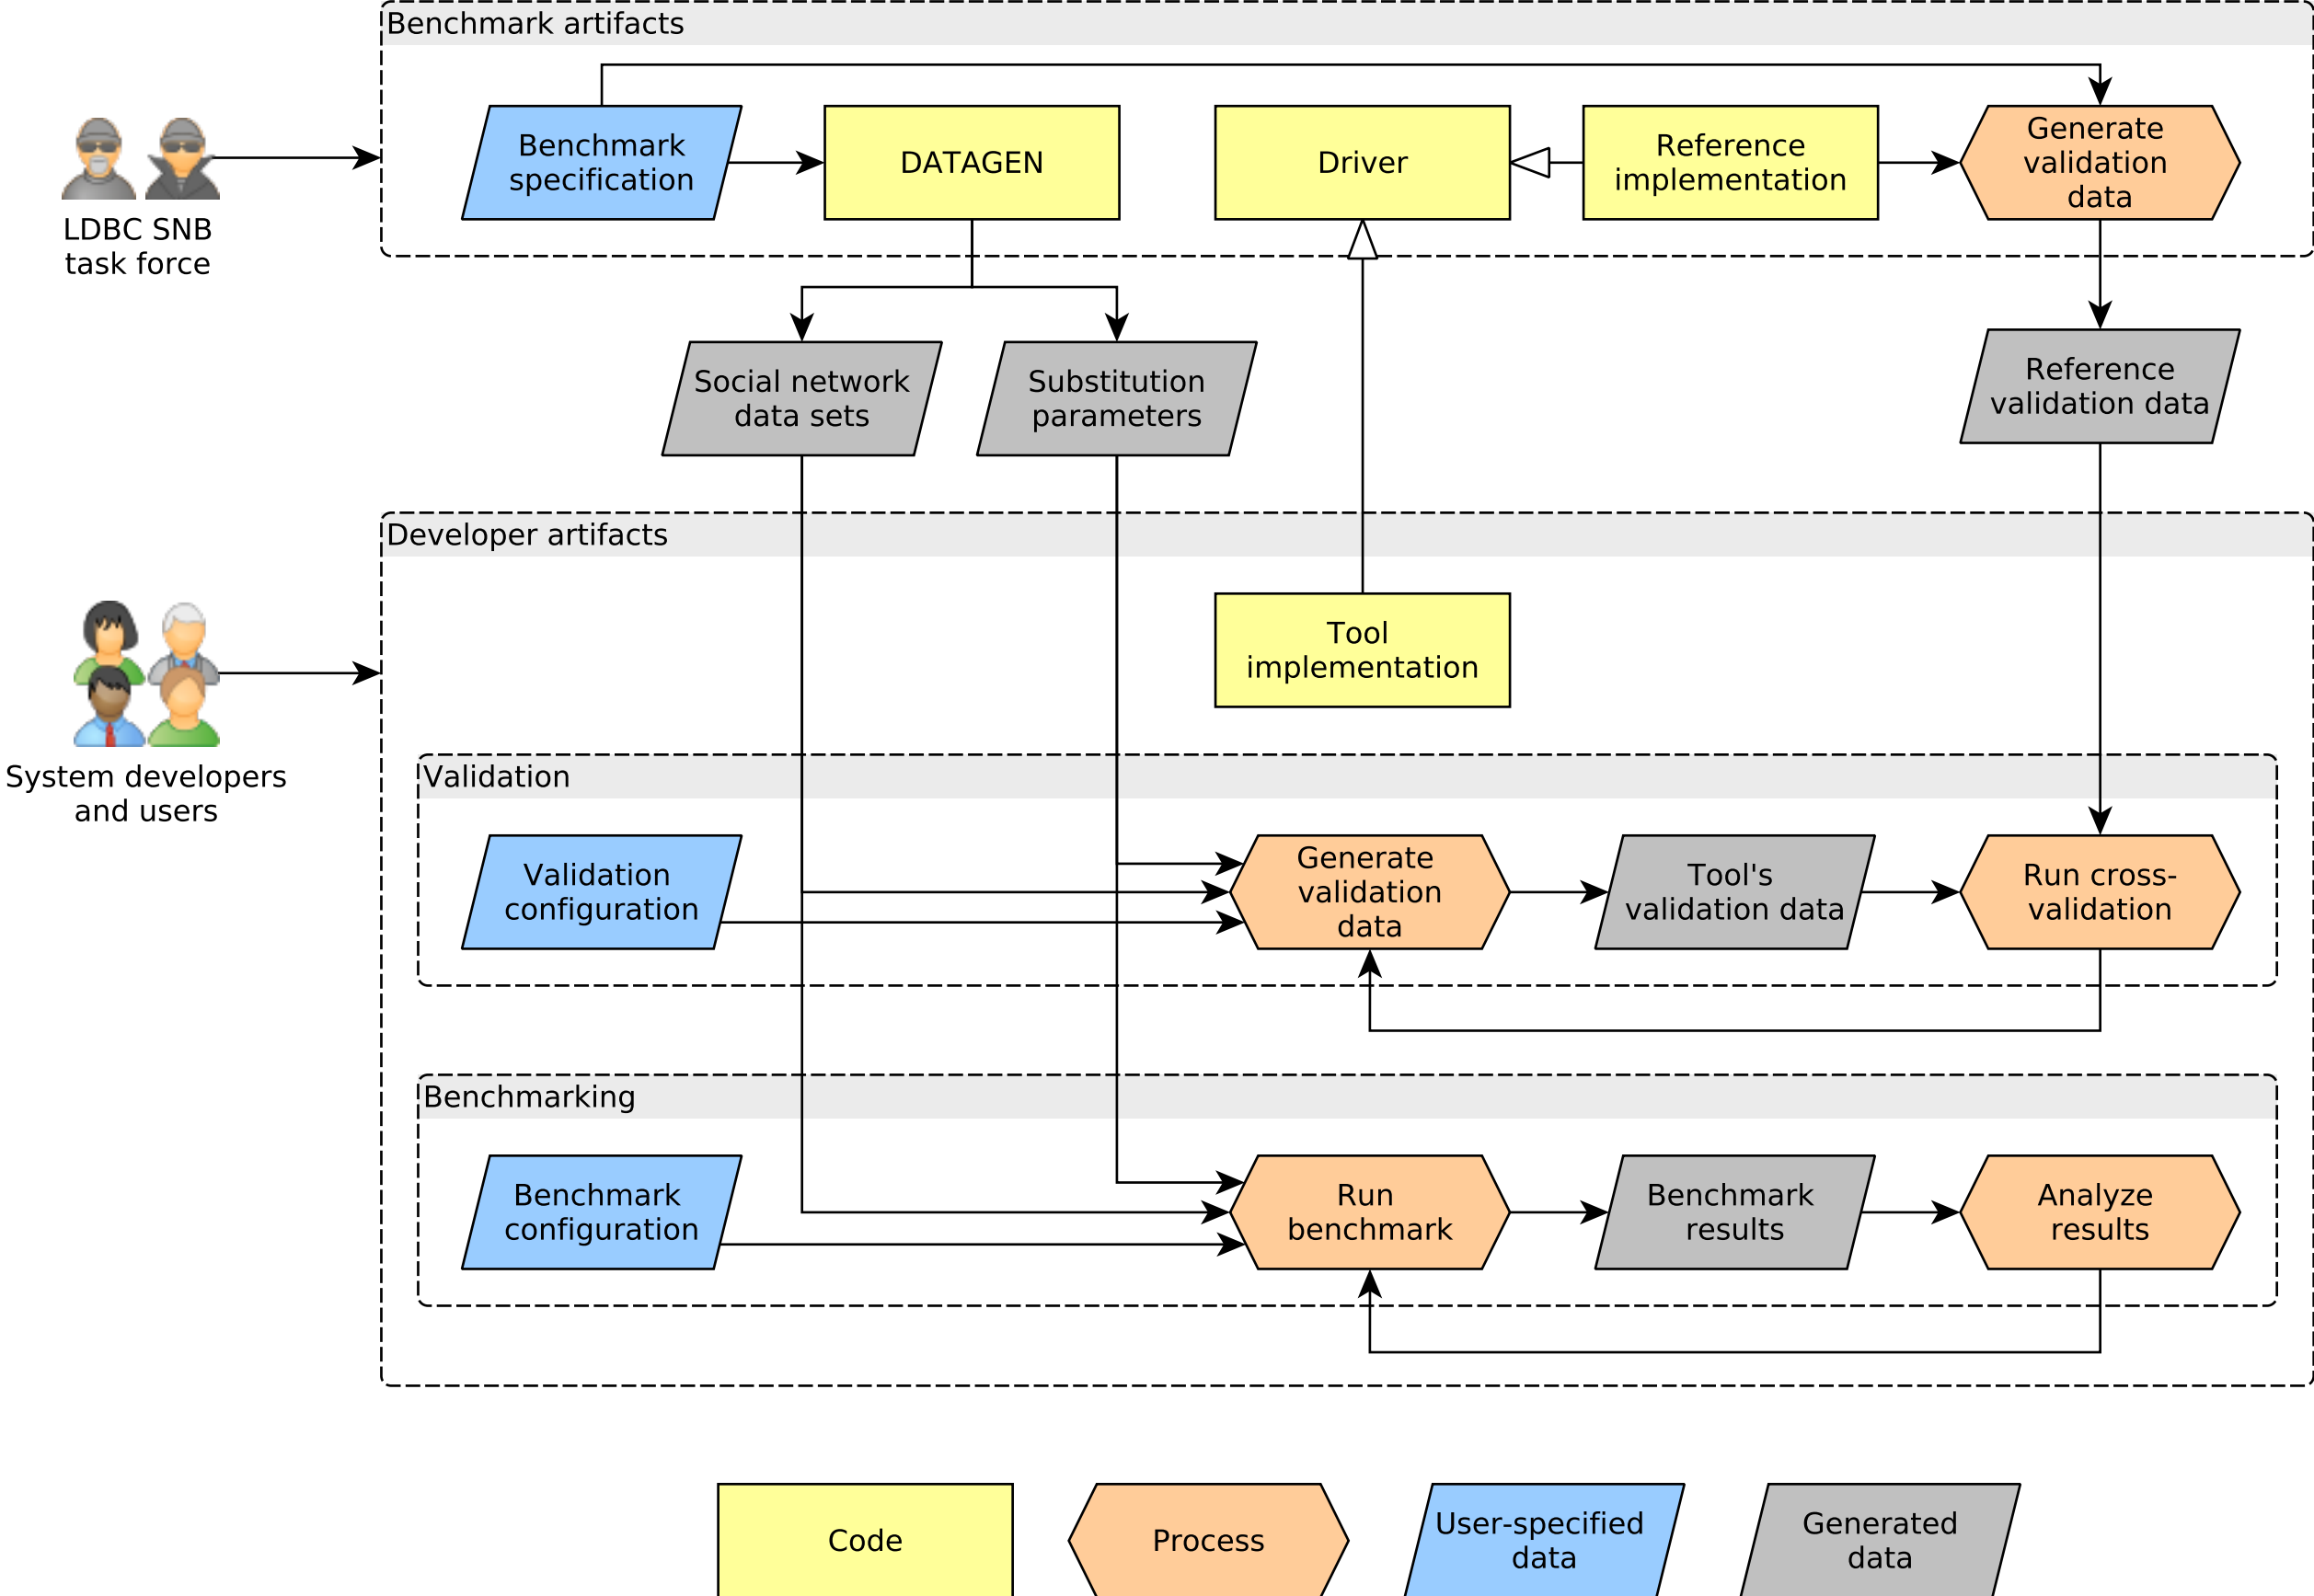 Benchmark artifacts
Benchmark
specification
DATAGEN
Driver
Reference
implementation
Generate
validation
data
LDBC SNB
task force
Social network
data sets
Substitution
parameters
Reference
validation data
Developer artifacts
Tool
implementation
System developers
and users
Validation
Validation
configuration
Generate
validation
data
Tool's
validation data
Run cross-
validation
Benchmarking
Benchmark
configuration
Run
benchmark
Benchmark
results
Analyze
results
Code
Process
User-specified
data
Generated
data